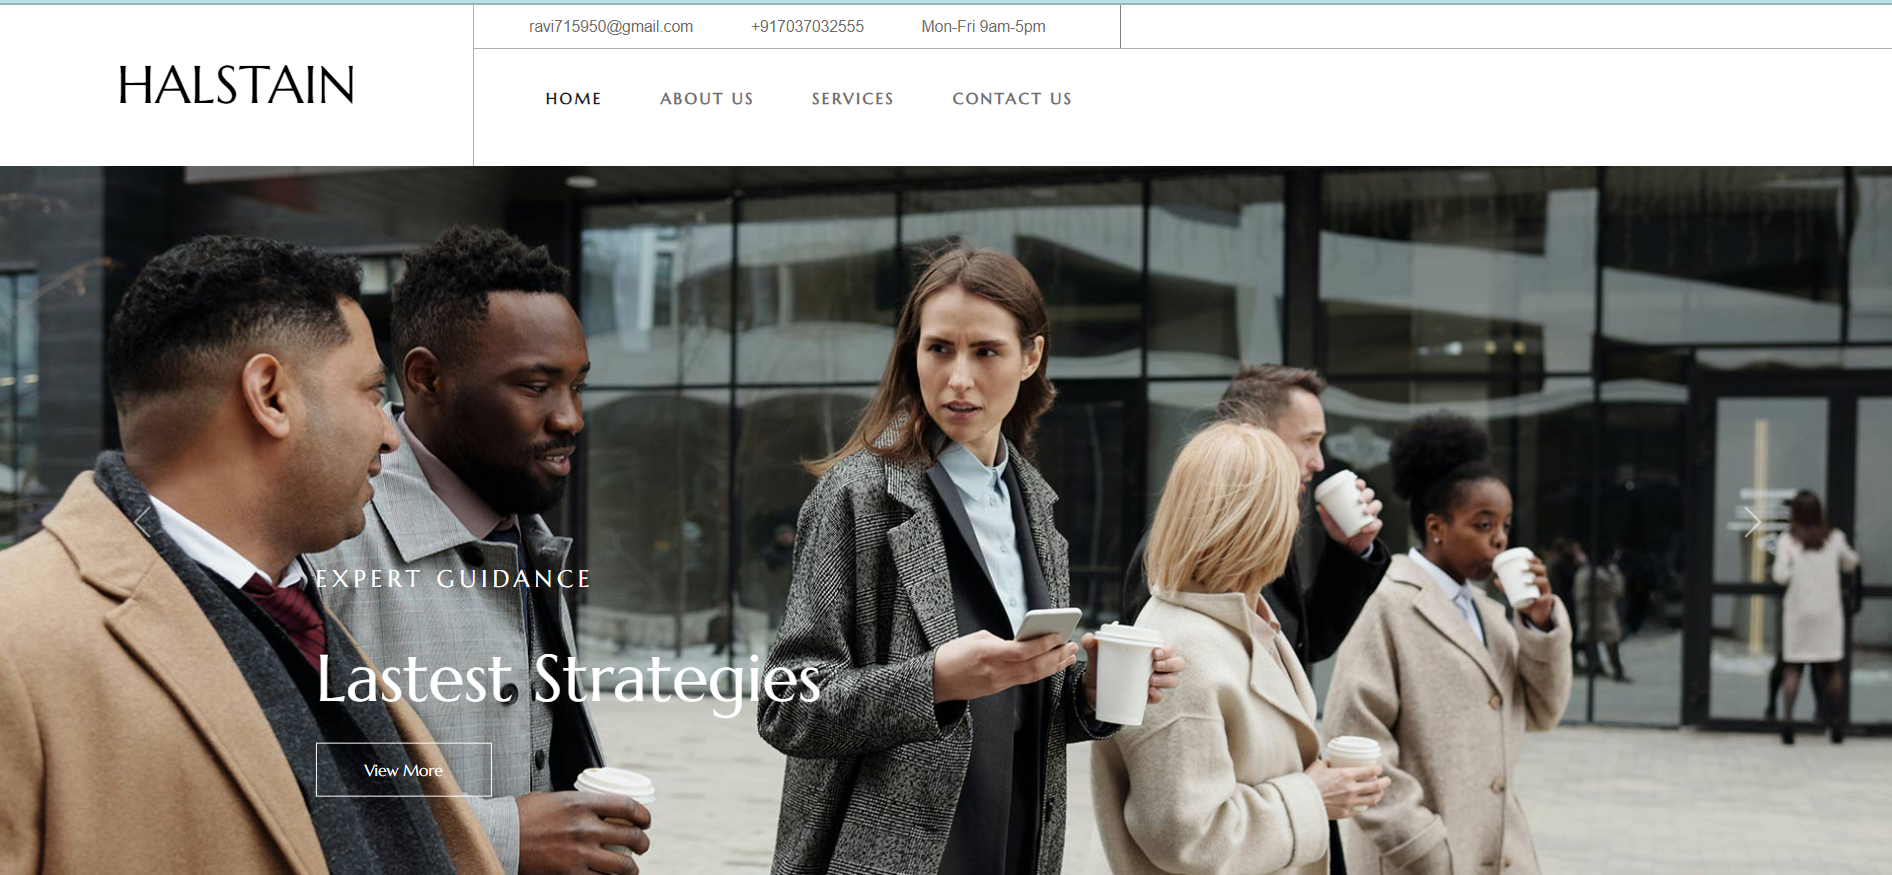 ravi715950@gmail.com +917037032555 Mon-Fri 9am-5pm
HALSTAIN
HOME ABOUT US SERVICES CONTACT US
EXPERT GUIDANCE
Lastest Strategies
View More